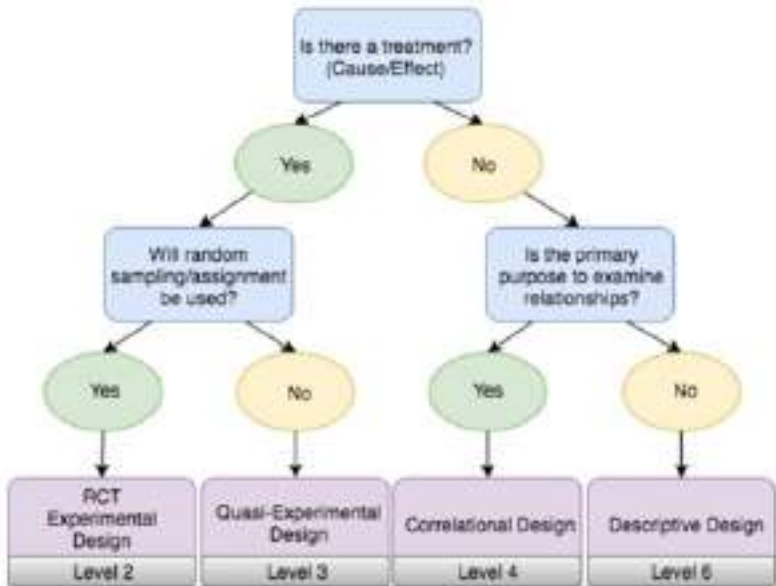 Is there a treatment?
(Cause/Effect)
Yes
No
Will random
sampling/assignment
be used?
Is the primary
purpose to examine
relationships?
Yes
No
Yes
No
RCT
Experimental
Design
Quasi-Experimental
Design
Correlational Design
Descriptive Design
Level 2
Level 3
Level 4
Level 6